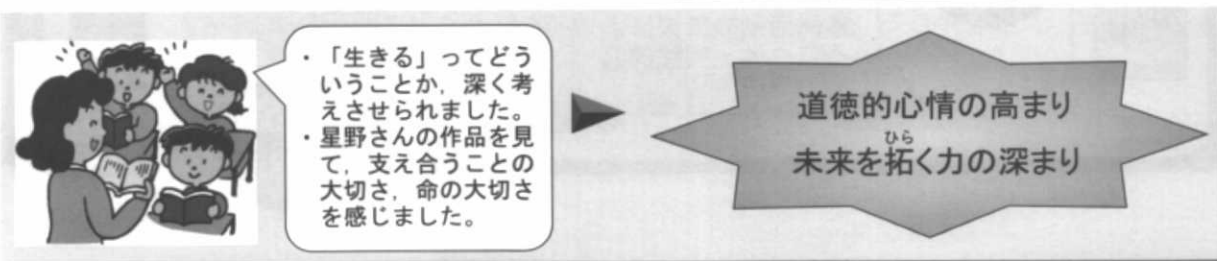 ・「生きる」ってどう
いうことか，深く考
えさせられました。
・星野さんの作品を見
て，支え合うことの
大切さ，命の大切さ
を感じました。
道徳的心情の高まり
未来を拓く力の深まり
ひら